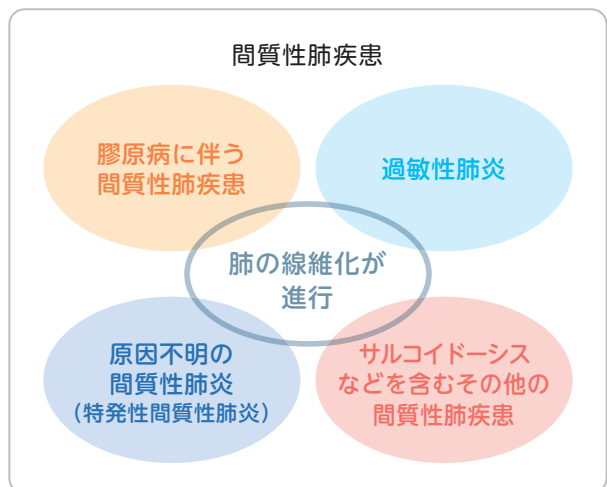 間質性肺疾患
膠原病に伴う
間質性肺疾患
過敏性肺炎
肺の線維化が
進行
原因不明の
間質性肺炎
（特発性間質性肺炎）
サルコイドーシス
などを含むその他の
間質性肺疾患